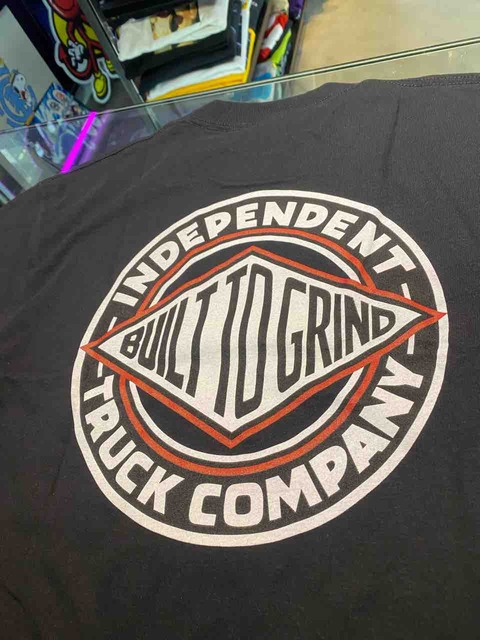 INDEPENDENT
BUILT TO GRIND
TRUCK COMPANY